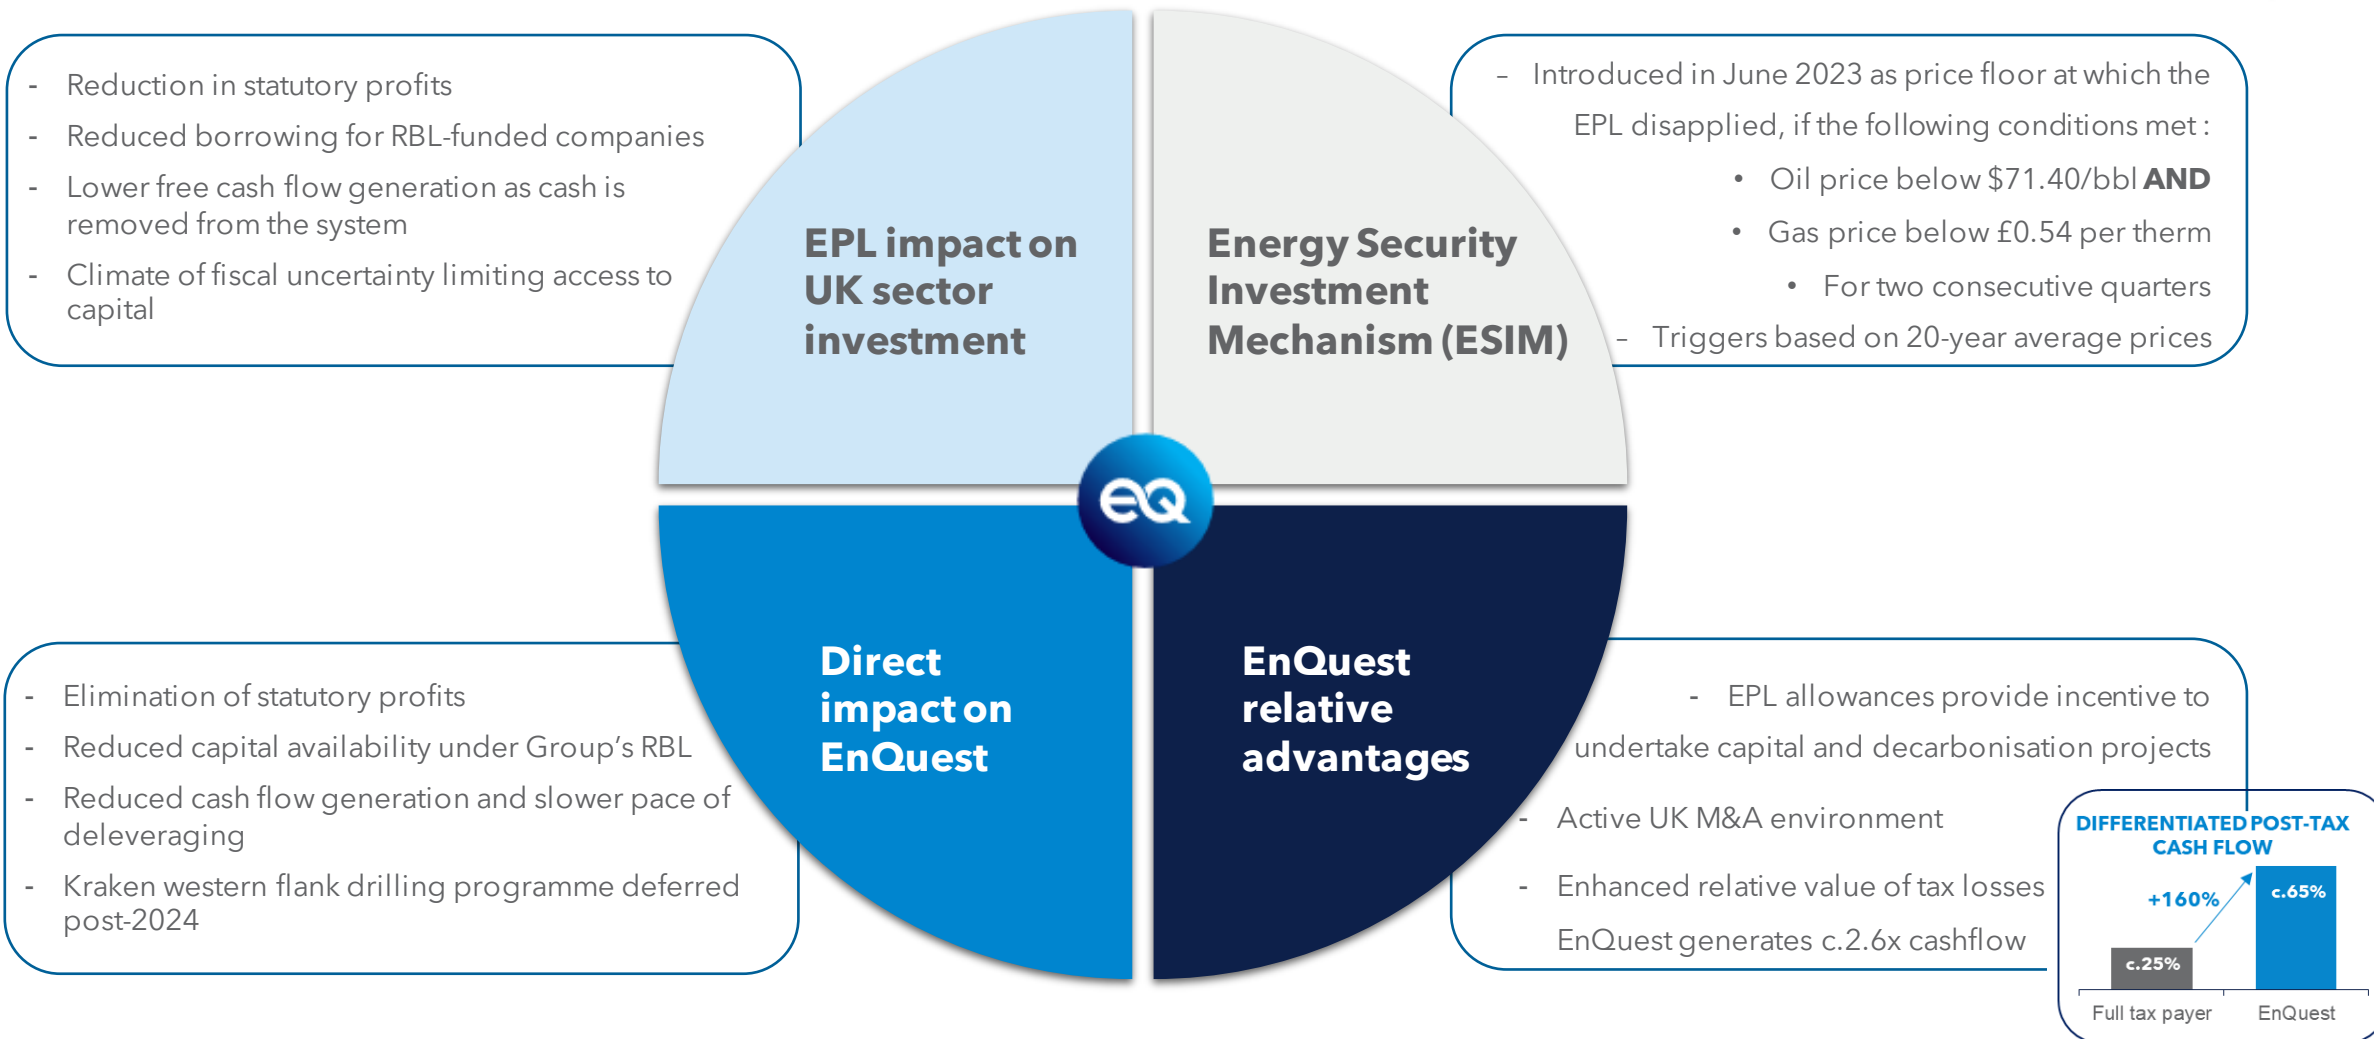 - Reduction in statutory profits
- Reduced borrowing for RBL-funded companies
- Lower free cash flow generation as cash is
removed from the system
- Climate of fiscal uncertainty limiting access to
capital
EPL impact on
UK sector
investment
Energy Security
Investment
Mechanism (ESIM)
– Introduced in June 2023 as price floor at which the
EPL disapplied, if the following conditions met :
• Oil price below $71.40/bbl AND
• Gas price below £0.54 per therm
• For two consecutive quarters
– Triggers based on 20-year average prices
eQ
- Elimination of statutory profits
- Reduced capital availability under Group’s RBL
- Reduced cash flow generation and slower pace of
deleveraging
- Kraken western flank drilling programme deferred
post-2024
Direct
impact on
EnQuest
EnQuest
relative
advantages
- EPL allowances provide incentive to
undertake capital and decarbonisation projects
- Active UK M&A environment
- Enhanced relative value of tax losses
EnQuest generates c.2.6x cashflow
DIFFERENTIATED POST-TAX
CASH FLOW
+160%
c.65%
c.25%
Full tax payer
EnQuest